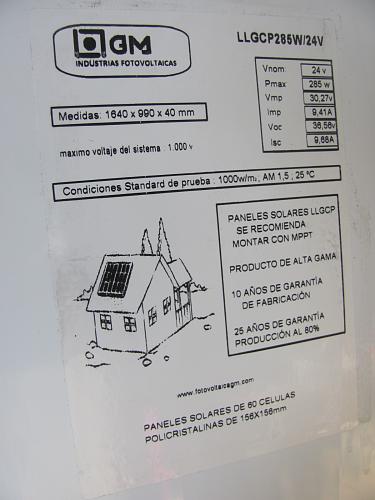 GM
INDUSTRIAS FOTOVOLTAICAS
LLGCP285W/24V
Vnom: 24 v
Pmax 285 w
Vmp 30,27v
Imp 9,41A
Voc 36,56v
Isc 9,68A
Medidas: 1640 x 990 x 40 mm
maximo voltaje del sistema : 1.000 v
Condiciones Standard de prueba : 1000w/m₂, AM 1,5 , 25 ºC
PANELES SOLARES LLGCP
SE RECOMIENDA
MONTAR CON MPPT
PRODUCTO DE ALTA GAMA
10 AÑOS DE GARANTÍA
DE FABRICACIÓN
25 AÑOS DE GARANTÍA
PRODUCCIÓN AL 80%
www.fotovoltaicagm.com
PANELES SOLARES DE 60 CELULAS
POLICRISTALINAS DE 156X156mm